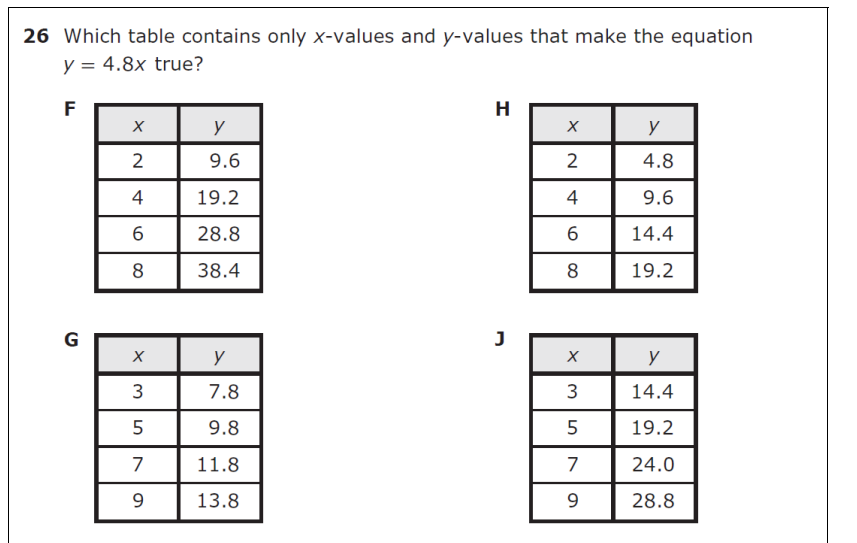 26 Which table contains only x-values and y-values that make the equation
y = 4.8x true?
F
x y
2 9.6
4 19.2
6 28.8
8 38.4
H
x y
2 4.8
4 9.6
6 14.4
8 19.2
G
x y
3 7.8
5 9.8
7 11.8
9 13.8
J
x y
3 14.4
5 19.2
7 24.0
9 28.8